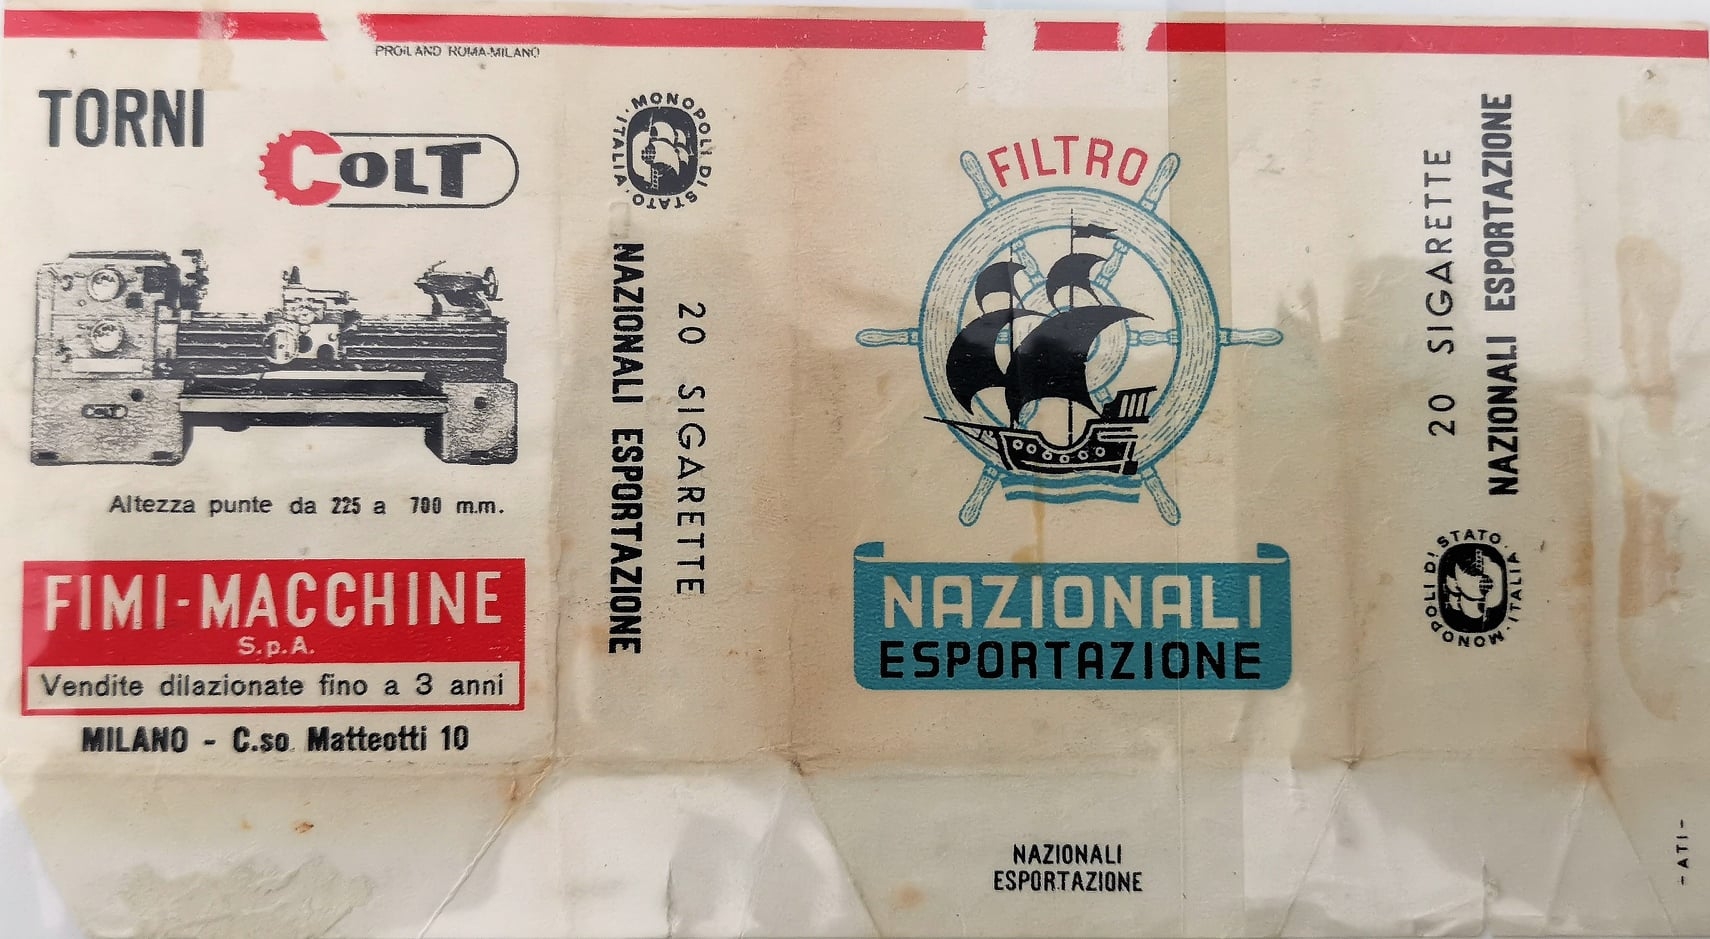 PROILAND ROMA-MILANO
TORNI
COLT
COLT
Altezza punte da 225 a 700 m.m.
FIMI-MACCHINE
S.p.A.
Vendite dilazionate fino a 3 anni
MILANO - C.so Matteotti 10
MONOPOLI DI STATO · ITALIA ·
NAZIONALI ESPORTAZIONE
20 SIGARETTE
FILTRO
NAZIONALI
ESPORTAZIONE
NAZIONALI
ESPORTAZIONE
20 SIGARETTE
NAZIONALI ESPORTAZIONE
MONOPOLI DI STATO · ITALIA ·
-ATI-